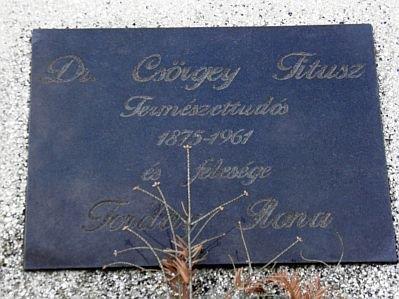 Dr. Csörgey Titusz
Természettudós
1875-1961
és felesége
Ilona